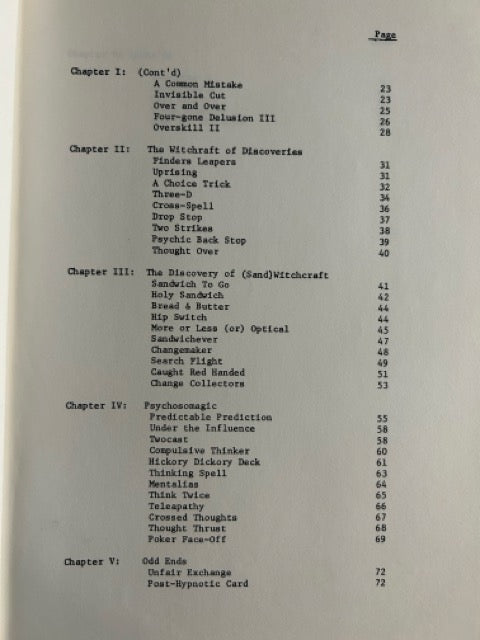 Page
Chapter I: (Cont'd)
A Common Mistake 23
Invisible Cut 23
Over and Over 25
Four-gone Delusion III 26
Overskill II 28
Chapter II: The Witchraft of Discoveries
Finders Leapers 31
Uprising 31
A Choice Trick 32
Three-D 34
Cross-Spell 36
Drop Stop 37
Two Strikes 38
Psychic Back Stop 39
Thought Over 40
Chapter III: The Discovery of (Sand)Witchcraft
Sandwich To Go 41
Holy Sandwich 42
Bread & Butter 44
Hip Switch 44
More or Less (or) Optical 45
Sandwichever 47
Changemaker 48
Search Flight 49
Caught Red Handed 51
Change Collectors 53
Chapter IV: Psychosomagic
Predictable Prediction 55
Under the Influence 58
Twocast 58
Compulsive Thinker 60
Hickory Dickory Deck 61
Thinking Spell 63
Mentalias 64
Think Twice 65
Teleapathy 66
Crossed Thoughts 67
Thought Thrust 68
Poker Face-Off 69
Chapter V: Odd Ends
Unfair Exchange 72
Post-Hypnotic Card 72